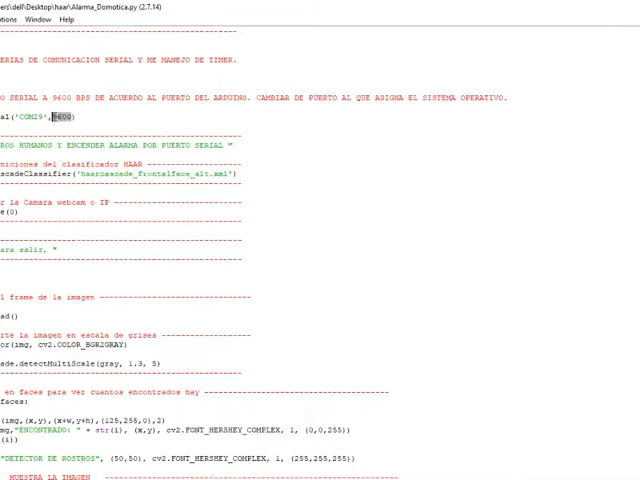 ers\dell\Desktop\haar\Alarma_Domotica.py (2.7.14)
ptions Window Help
--------------------------------------------------
ERIAS DE COMUNICACION SERIAL Y ME MANEJO DE TIMER.
O SERIAL A 9600 BPS DE ACUERDO AL PUERTO DEL ARDUINO. CAMBIAR DE PUERTO AL QUE ASIGNA EL SISTEMA OPERATIVO.
al('COM29',9600)
---------------------------------------------------
ROS HUMANOS Y ENCENDER ALARMA POR PUERTO SERIAL "
niciones del clasificador HAAR --------------------
scadeClassifier('haarcascade_frontalface_alt.xml')
---------------------------------------------------
r la Camara webcam o IP ---------------------------
e(0)
---------------------------------------------------
---------------------------------------------------
ara salir, "
---------------------------------------------------
l frame de la imagen --------------------------------
ad()
rte la imagen en escala de grises -------------------
or(img, cv2.COLOR_BGR2GRAY)
ade.detectMultiScale(gray, 1.3, 5)
---------------------------------------------------
en faces para ver cuantos encontrados hay ---------------------------------------
faces:
(img,(x,y),(x+w,y+h),(125,255,0),2)
mg,"ENCONTRADO: " + str(i), (x,y), cv2.FONT_HERSHEY_COMPLEX, 1, (0,0,255))
(i))
"DETECTOR DE ROSTROS", (50,50), cv2.FONT_HERSHEY_COMPLEX, 1, (255,255,255))
MUESTRA LA IMAGEN --------------------------------------------------------------